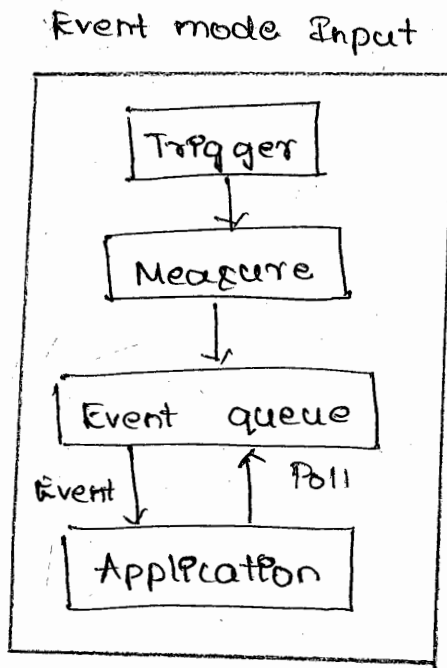 Event mode Input
Trigger
Measure
Event queue
Event
Poll
Application